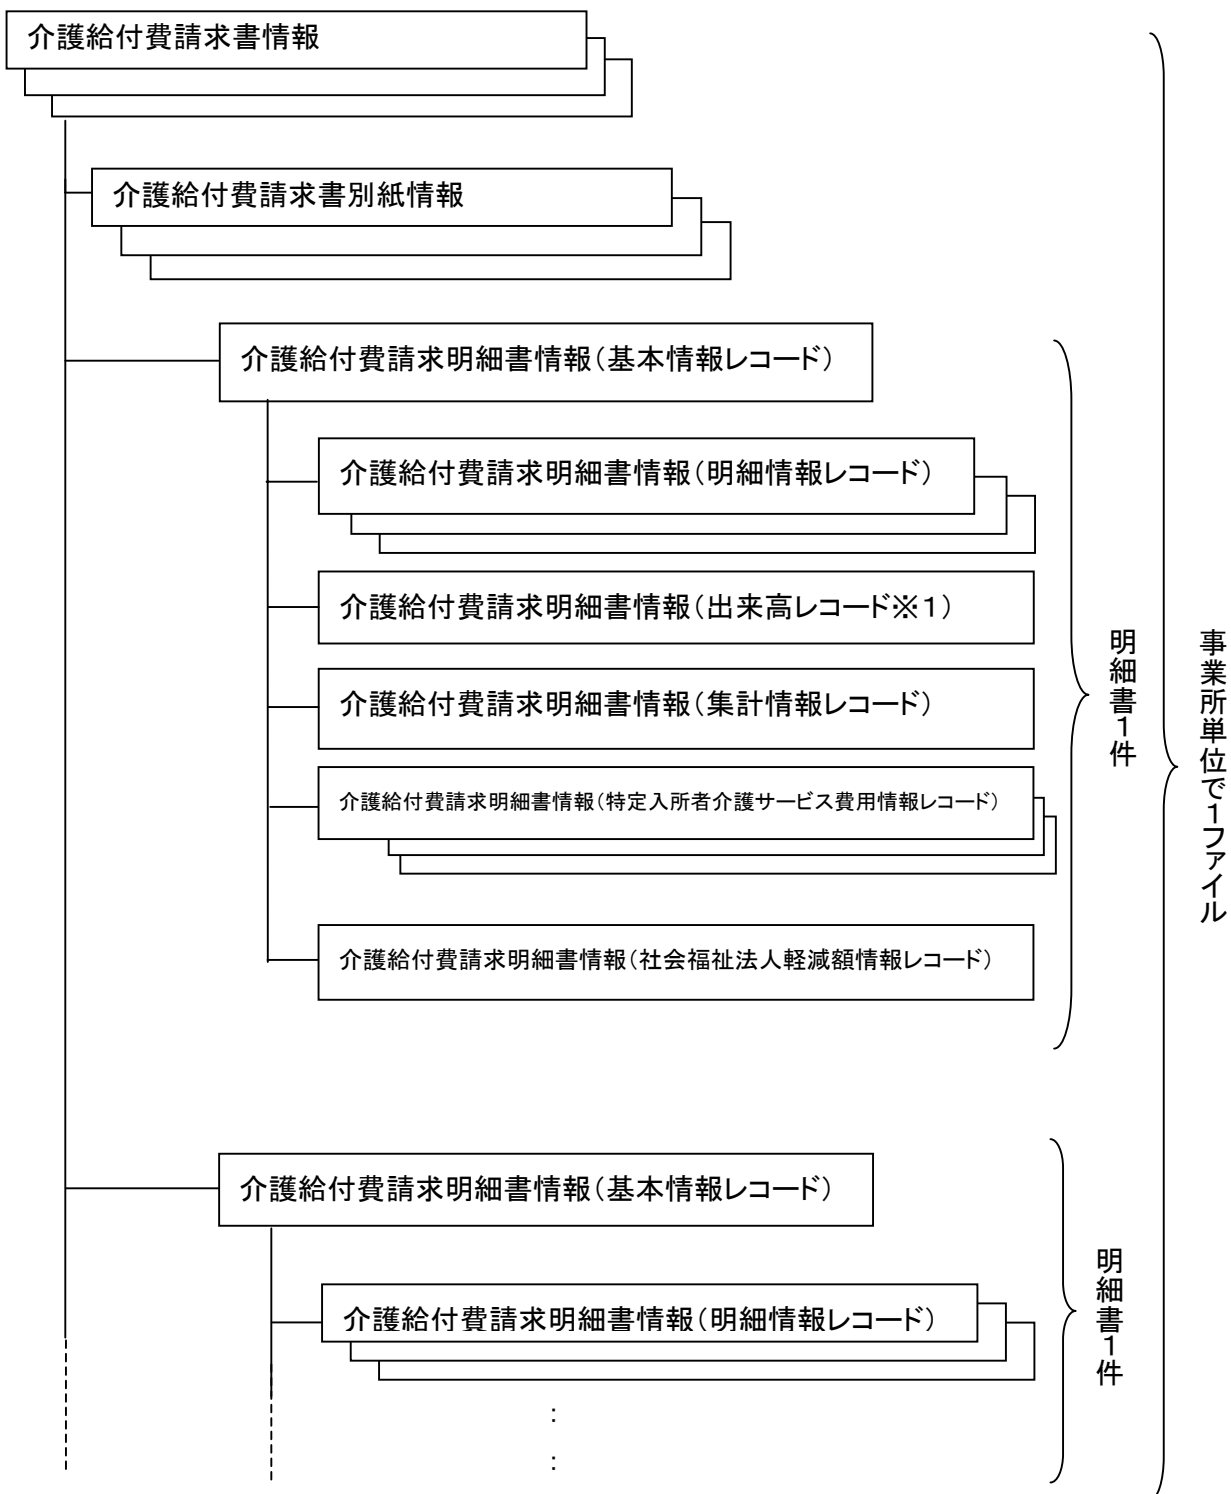 介護給付費請求書情報
介護給付費請求書別紙情報
介護給付費請求明細書情報(基本情報レコード)
介護給付費請求明細書情報(明細情報レコード)
介護給付費請求明細書情報(出来高レコード※1)
介護給付費請求明細書情報(集計情報レコード)
介護給付費請求明細書情報(特定入所者介護サービス費用情報レコード)
介護給付費請求明細書情報(社会福祉法人軽減額情報レコード)
明細書1件
事業所単位で1ファイル
介護給付費請求明細書情報(基本情報レコード)
介護給付費請求明細書情報(明細情報レコード)
:
:
明細書1件